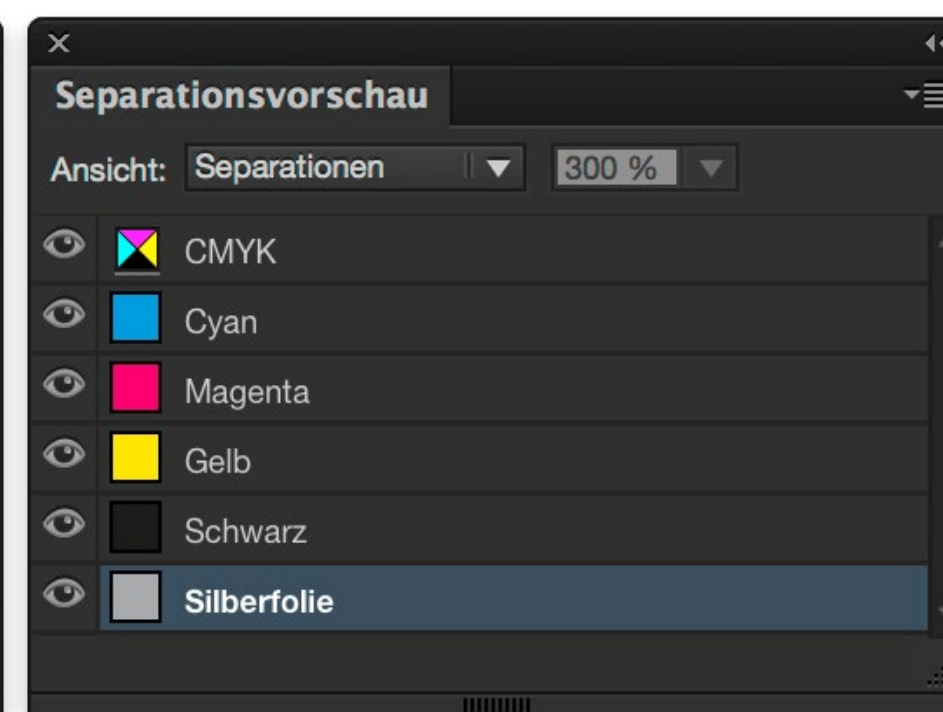 Separationsvorschau
Ansicht: Separationen 300 %
CMYK
Cyan
Magenta
Gelb
Schwarz
Silberfolie